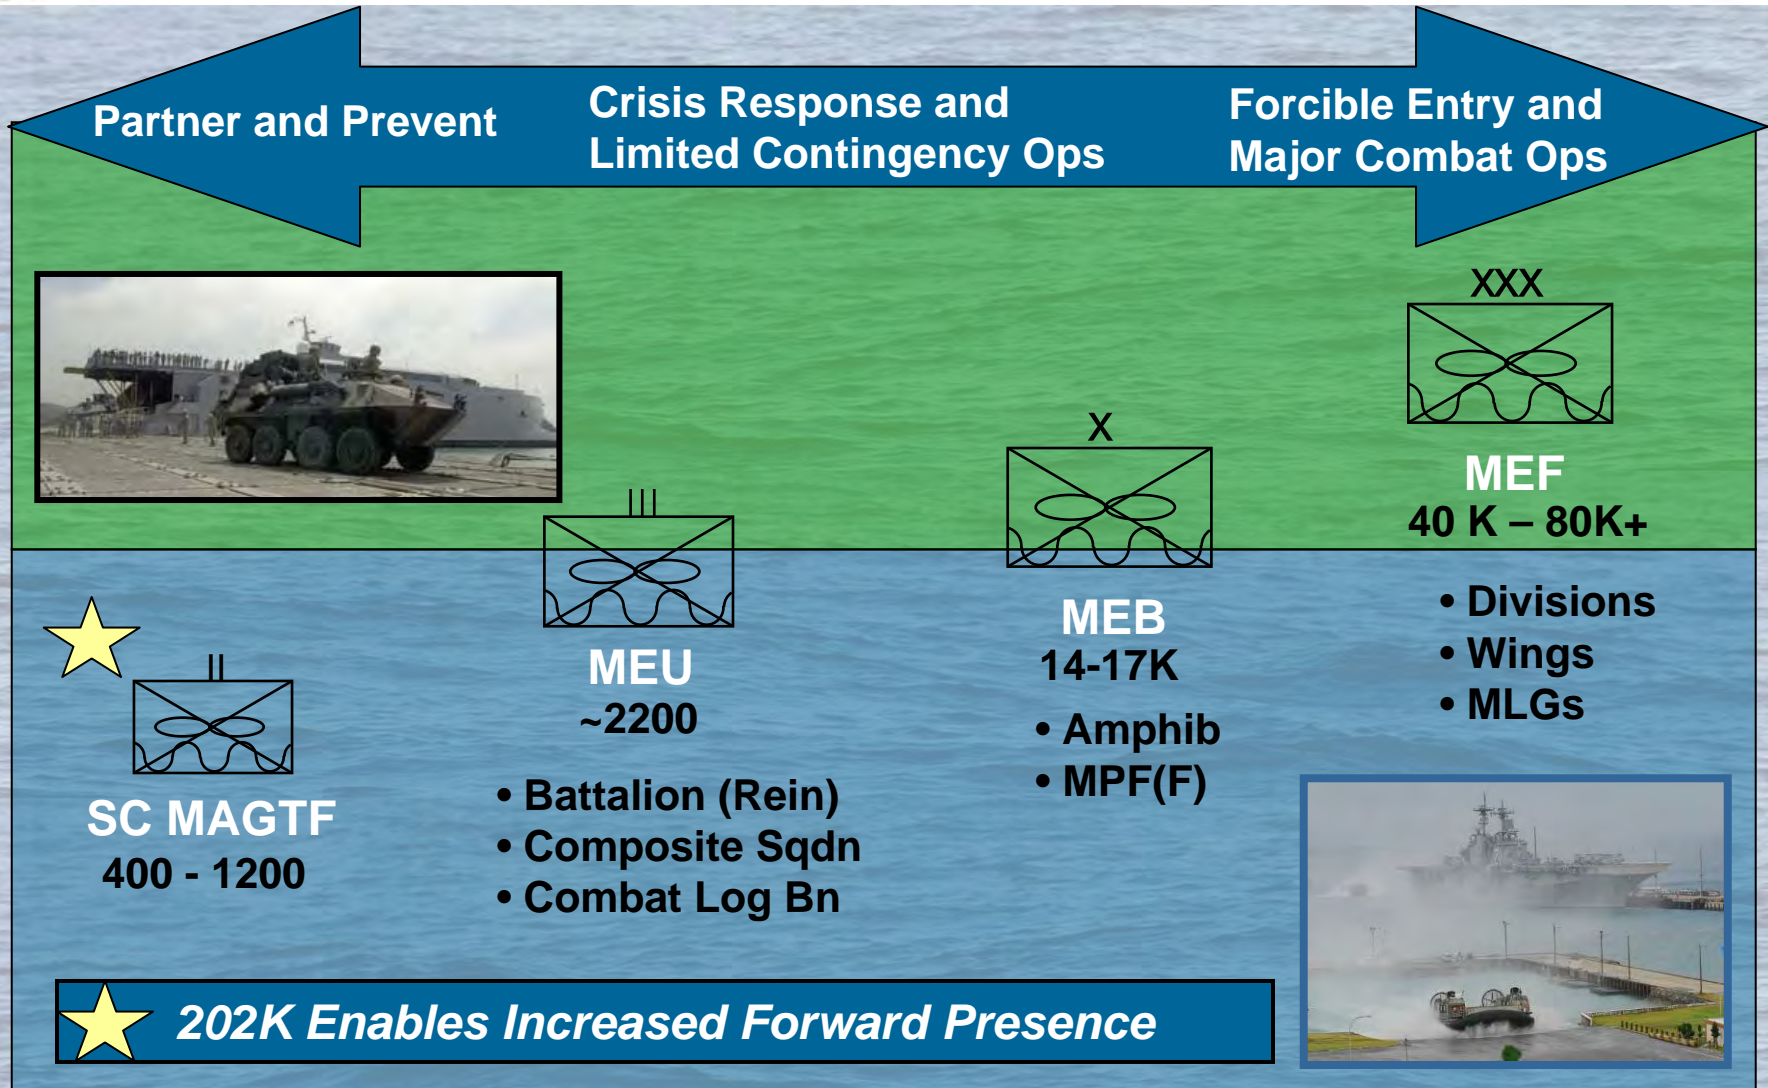 Partner and Prevent
Crisis Response and
Limited Contingency Ops
Forcible Entry and
Major Combat Ops
XXX
MEF
40 K – 80K+
• Divisions
• Wings
• MLGs
X
MEB
14-17K
• Amphib
• MPF(F)
III
MEU
~2200
• Battalion (Rein)
• Composite Sqdn
• Combat Log Bn
II
SC MAGTF
400 - 1200
202K Enables Increased Forward Presence